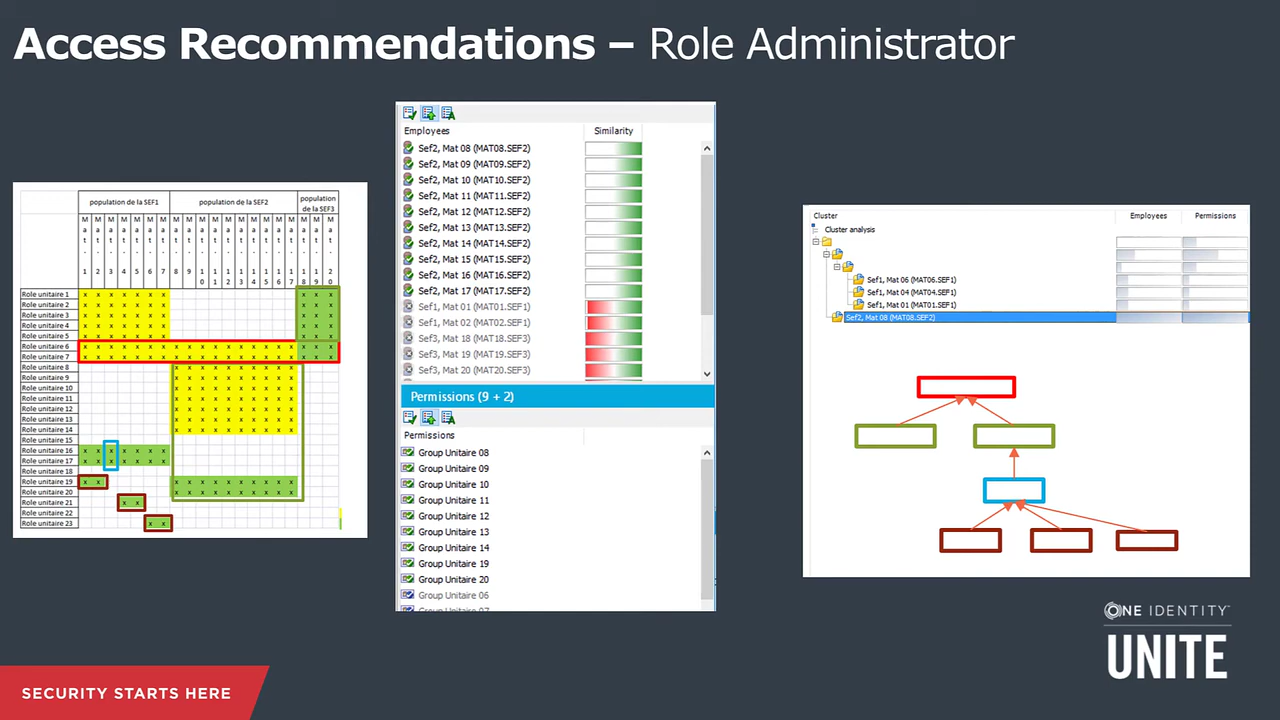 Access Recommendations – Role Administrator
population de la SEF1
population de la SEF2
population de la SEF3
Role unitaire 1
Role unitaire 2
Role unitaire 3
Role unitaire 4
Role unitaire 5
Role unitaire 6
Role unitaire 7
Role unitaire 8
Role unitaire 9
Role unitaire 10
Role unitaire 11
Role unitaire 12
Role unitaire 13
Role unitaire 14
Role unitaire 15
Role unitaire 16
Role unitaire 17
Role unitaire 18
Role unitaire 19
Role unitaire 20
Role unitaire 21
Role unitaire 22
Role unitaire 23
Employees Similarity
Sef2, Mat 08 (MAT08.SEF2)
Sef2, Mat 09 (MAT09.SEF2)
Sef2, Mat 10 (MAT10.SEF2)
Sef2, Mat 11 (MAT11.SEF2)
Sef2, Mat 12 (MAT12.SEF2)
Sef2, Mat 13 (MAT13.SEF2)
Sef2, Mat 14 (MAT14.SEF2)
Sef2, Mat 15 (MAT15.SEF2)
Sef2, Mat 16 (MAT16.SEF2)
Sef2, Mat 17 (MAT17.SEF2)
Sef1, Mat 01 (MAT01.SEF1)
Sef1, Mat 02 (MAT02.SEF1)
Sef3, Mat 18 (MAT18.SEF3)
Sef3, Mat 19 (MAT19.SEF3)
Sef3, Mat 20 (MAT20.SEF3)
Permissions (9 + 2)
Permissions
Group Unitaire 08
Group Unitaire 09
Group Unitaire 10
Group Unitaire 11
Group Unitaire 12
Group Unitaire 13
Group Unitaire 14
Group Unitaire 19
Group Unitaire 20
Group Unitaire 06
Group Unitaire 07
Cluster Employees Permissions
Cluster analysis
Sef1, Mat 06 (MAT06.SEF1)
Sef1, Mat 04 (MAT04.SEF1)
Sef1, Mat 01 (MAT01.SEF1)
Sef2, Mat 08 (MAT08.SEF2)
ONE IDENTITY
UNITE
SECURITY STARTS HERE